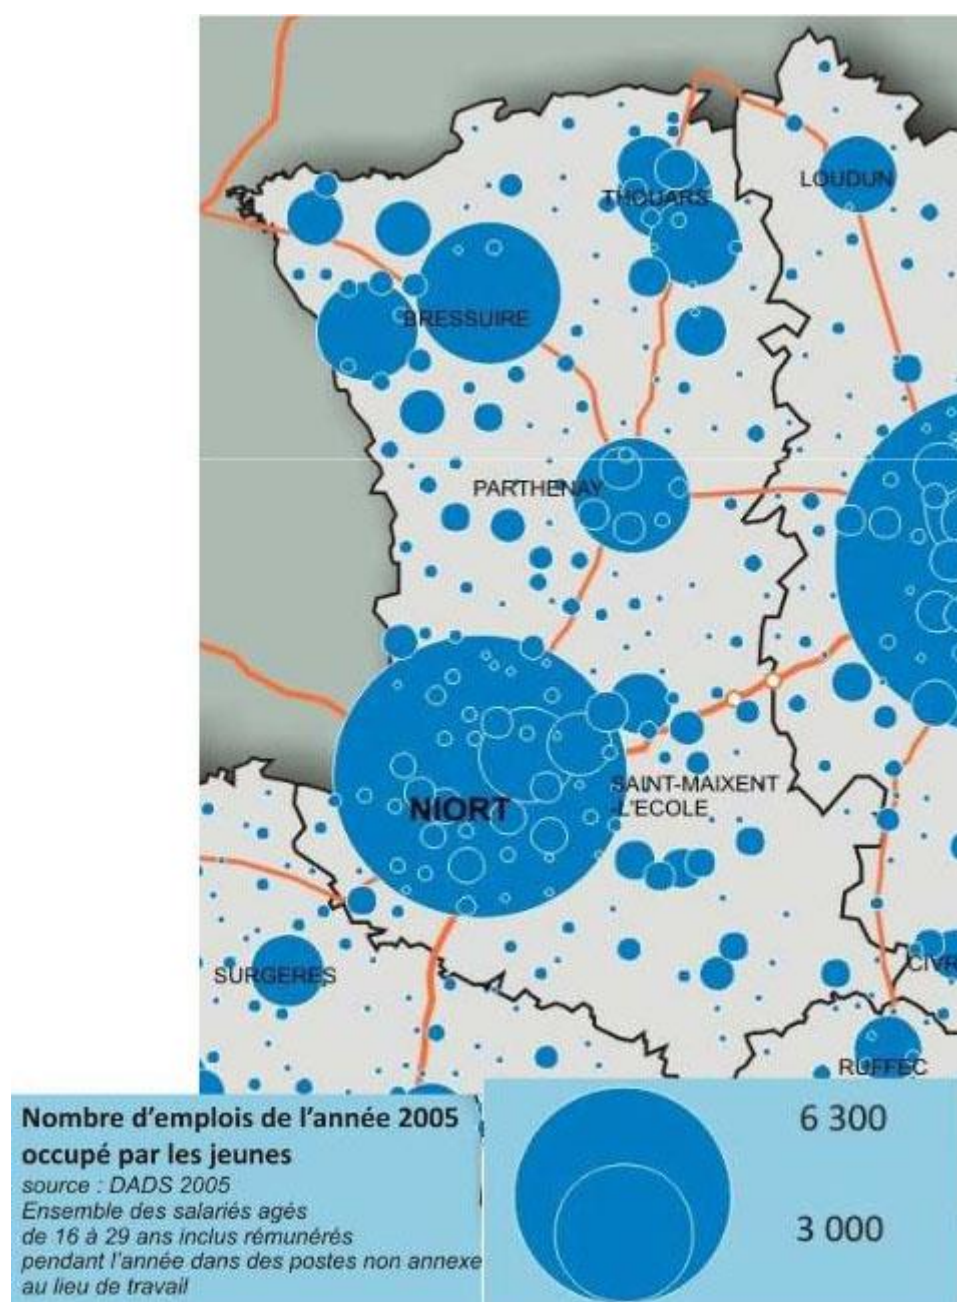 LOUDUN
THOUARS
BRESSUIRE
PARTHENAY
SAINT-MAIXENT
-L'ECOLE
NIORT
CIVR
SURGERES
RUFFEC
Nombre d'emplois de l'année 2005
occupé par les jeunes
source : DADS 2005
Ensemble des salariés agés
de 16 à 29 ans inclus rémunérés
pendant l'année dans des postes non annexe
au lieu de travail
6 300
3 000